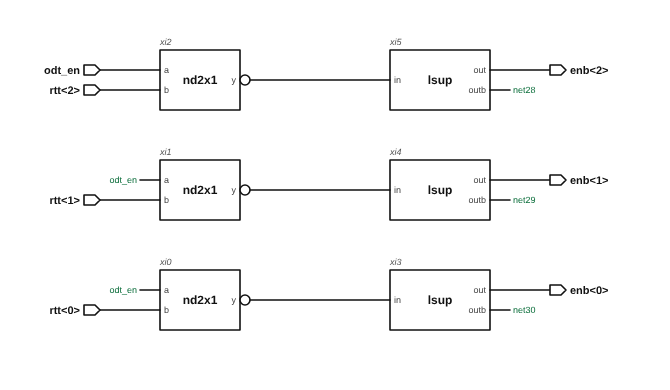 xi2 xi5
odt_en a nd2x1 y in lsup out enb<2>
rtt<2> b outb net28
xi1 xi4
odt_en a nd2x1 y in lsup out enb<1>
rtt<1> b outb net29
xi0 xi3
odt_en a nd2x1 y in lsup out enb<0>
rtt<0> b outb net30